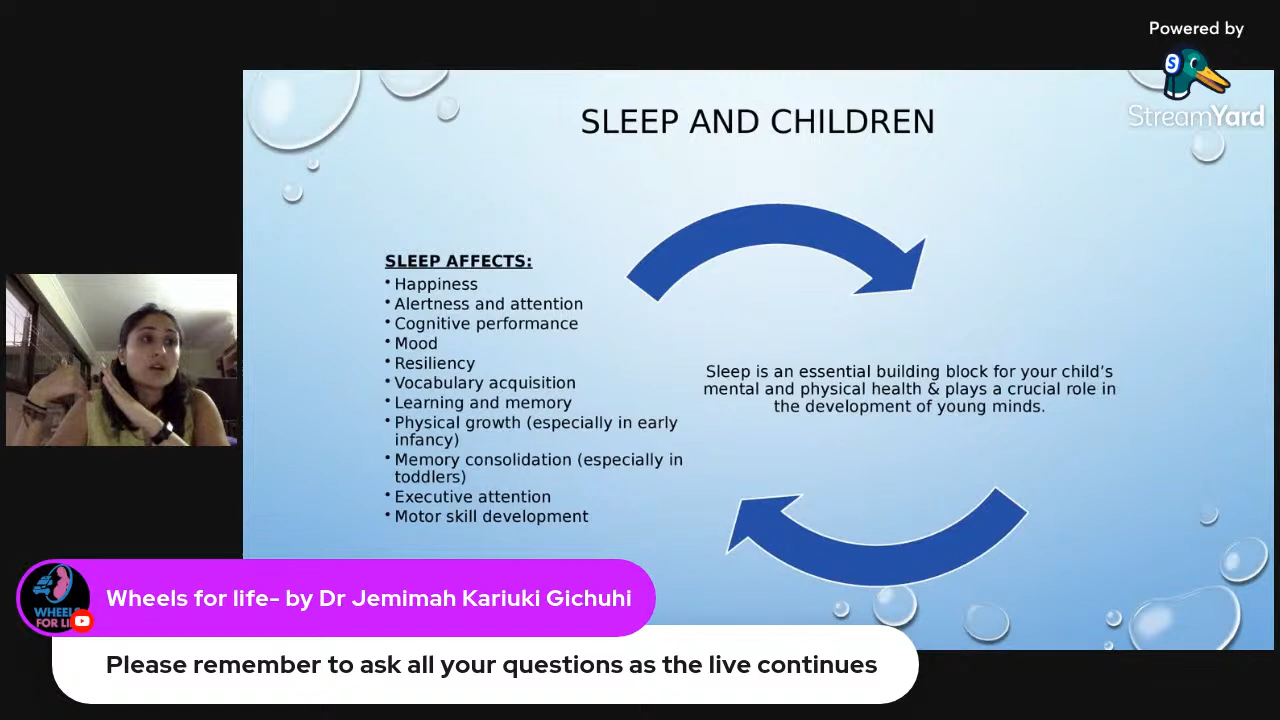 Powered by
S
StreamYard
SLEEP AND CHILDREN
SLEEP AFFECTS:
• Happiness
• Alertness and attention
• Cognitive performance
• Mood
• Resiliency
• Vocabulary acquisition
• Learning and memory
• Physical growth (especially in early
infancy)
• Memory consolidation (especially in
toddlers)
• Executive attention
• Motor skill development
Sleep is an essential building block for your child’s
mental and physical health & plays a crucial role in
the development of young minds.
Wheels for life- by Dr Jemimah Kariuki Gichuhi
Please remember to ask all your questions as the live continues